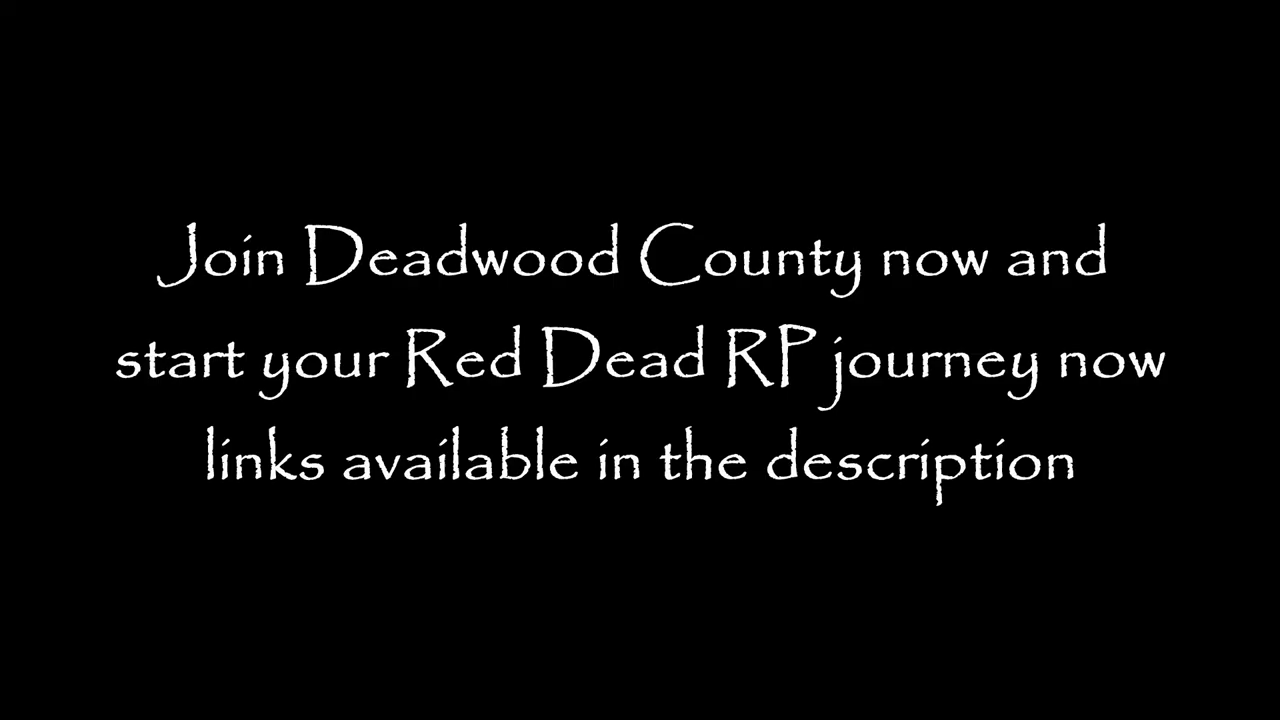 Join Deadwood County now and
start your Red Dead RP journey now
links available in the description